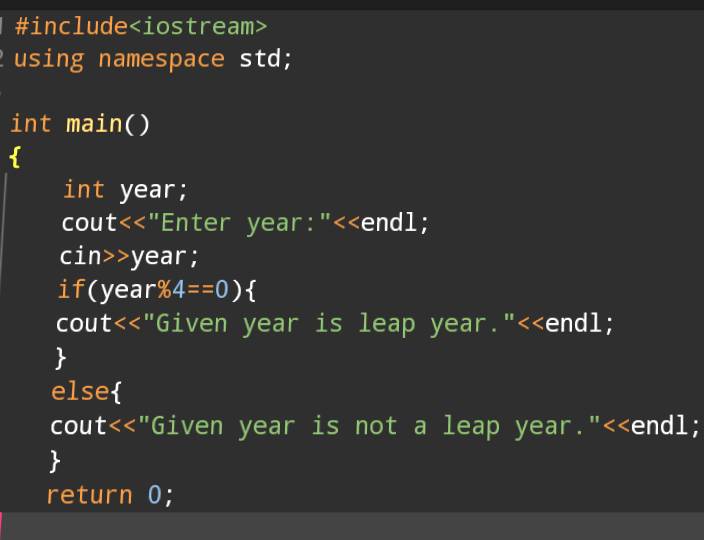 #include<iostream>
2 using namespace std;
int main()
{
int year;
cout<<"Enter year:"<<endl;
cin>>year;
if(year%4==0){
cout<<"Given year is leap year."<<endl;
}
else{
cout<<"Given year is not a leap year."<<endl;
}
return 0;